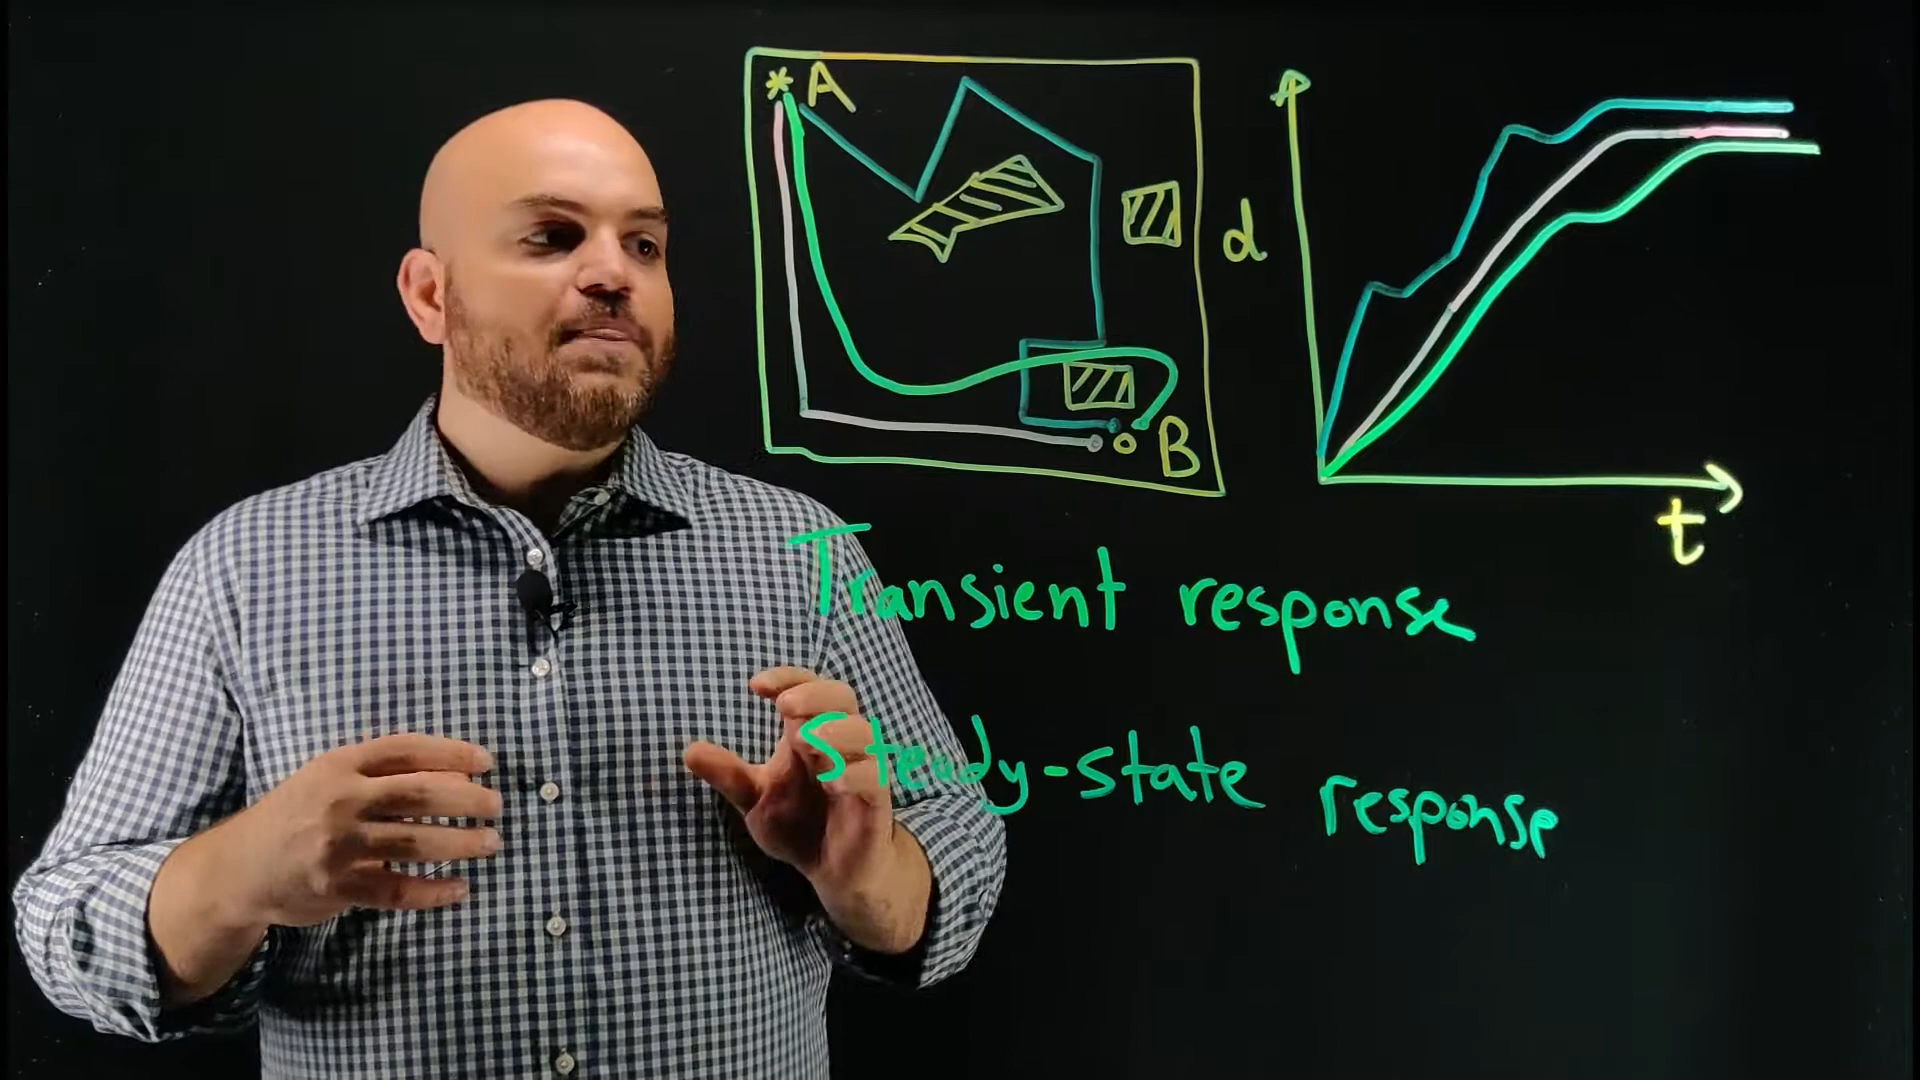 * A
d
B
t
Transient response
Steady-state response